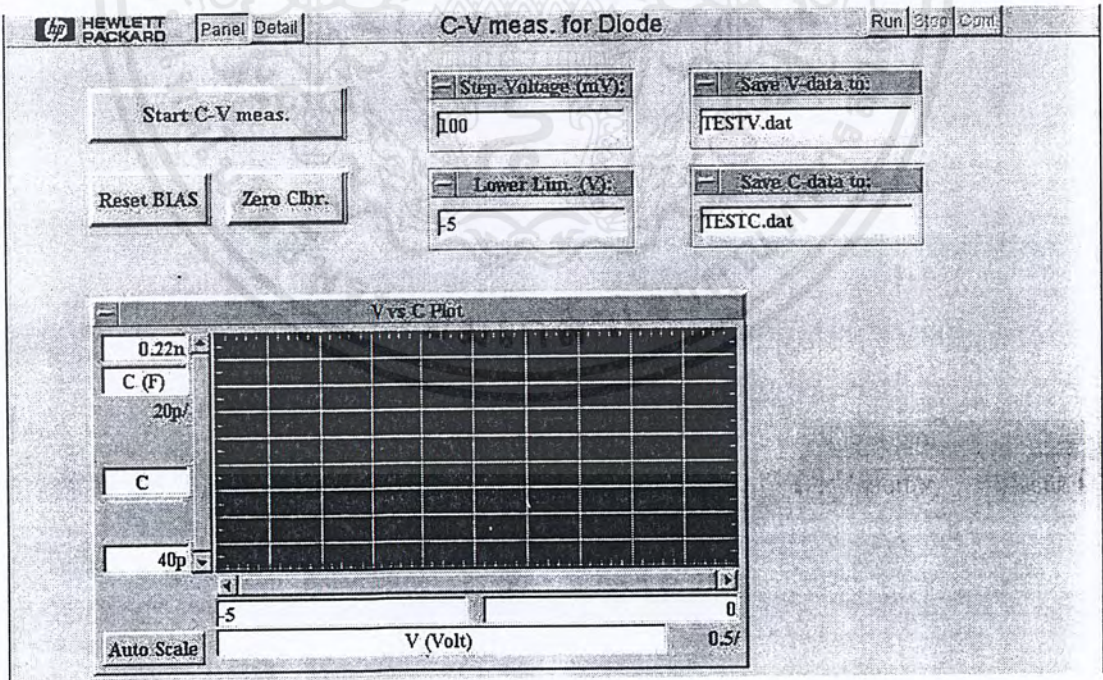 hp HEWLETT PACKARD Panel Detail C-V meas. for Diode Run Stop Cont
Start C-V meas.
Step-Voltage (mV):
100
Save V-data to:
TESTV.dat
Reset BIAS
Zero Clbr.
Lower Lim. (V):
-5
Save C-data to:
TESTC.dat
V vs C Plot
0.22n
C (F)
20p/
C
40p
-5
0
V (Volt)
0.5/
Auto Scale